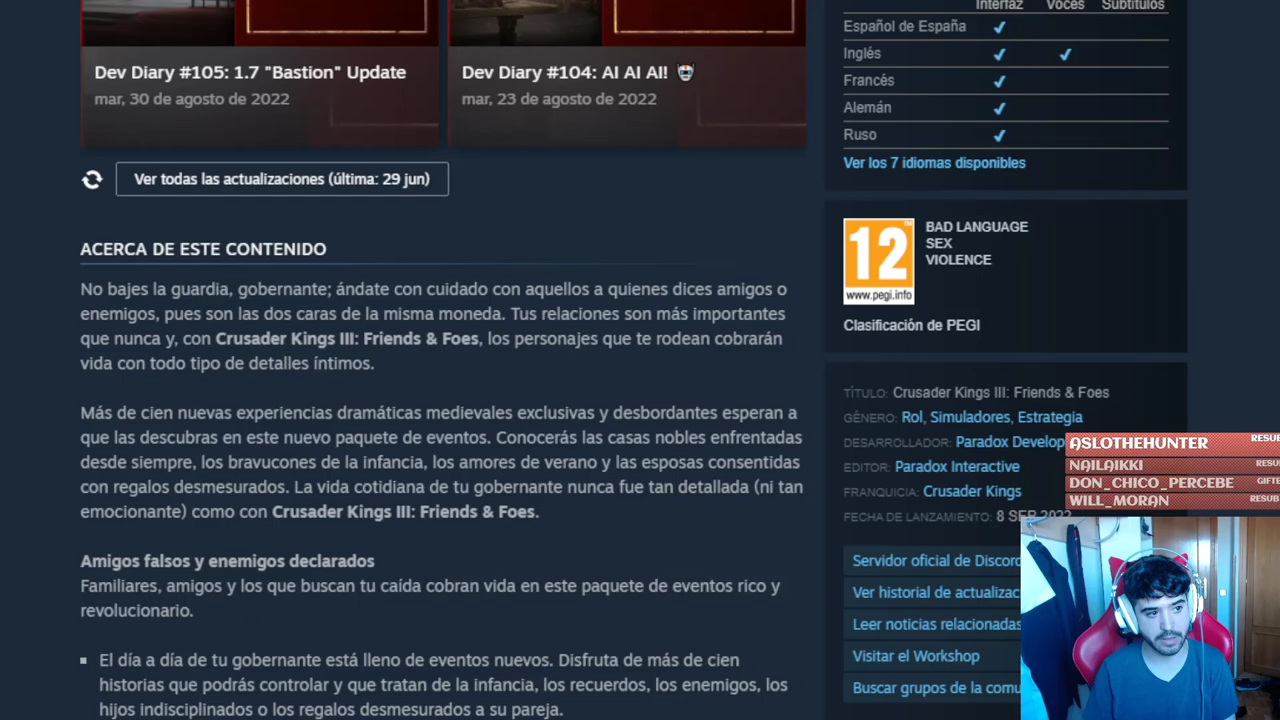 Dev Diary #105: 1.7 "Bastion" Update
mar, 30 de agosto de 2022
Dev Diary #104: AI AI AI!
mar, 23 de agosto de 2022
Ver todas las actualizaciones (última: 29 jun)
ACERCA DE ESTE CONTENIDO
No bajes la guardia, gobernante; ándate con cuidado con aquellos a quienes dices amigos o
enemigos, pues son las dos caras de la misma moneda. Tus relaciones son más importantes
que nunca y, con Crusader Kings III: Friends & Foes, los personajes que te rodean cobrarán
vida con todo tipo de detalles íntimos.
Más de cien nuevas experiencias dramáticas medievales exclusivas y desbordantes esperan a
que las descubras en este nuevo paquete de eventos. Conocerás las casas nobles enfrentadas
desde siempre, los bravucones de la infancia, los amores de verano y las esposas consentidas
con regalos desmesurados. La vida cotidiana de tu gobernante nunca fue tan detallada (ni tan
emocionante) como con Crusader Kings III: Friends & Foes.
Amigos falsos y enemigos declarados
Familiares, amigos y los que buscan tu caída cobran vida en este paquete de eventos rico y
revolucionario.
El día a día de tu gobernante está lleno de eventos nuevos. Disfruta de más de cien
historias que podrás controlar y que tratan de la infancia, los recuerdos, los enemigos, los
hijos indisciplinados o los regalos desmesurados a su pareja.
Interfaz Voces Subtítulos
Español de España
Inglés
Francés
Alemán
Ruso
Ver los 7 idiomas disponibles
12
www.pegi.info
BAD LANGUAGE
SEX
VIOLENCE
Clasificación de PEGI
TÍTULO: Crusader Kings III: Friends & Foes
GÉNERO: Rol, Simuladores, Estrategia
DESARROLLADOR: Paradox Develop
EDITOR: Paradox Interactive
FRANQUICIA: Crusader Kings
FECHA DE LANZAMIENTO: 8 SEP 2022
Servidor oficial de Discord
Ver historial de actualizac
Leer noticias relacionadas
Visitar el Workshop
Buscar grupos de la comu
ASLOTHEHUNTER RESUB
NAILAIKKI RESU
DON_CHICO_PERCEBE GIFTE
WILL_MORAN RESUB